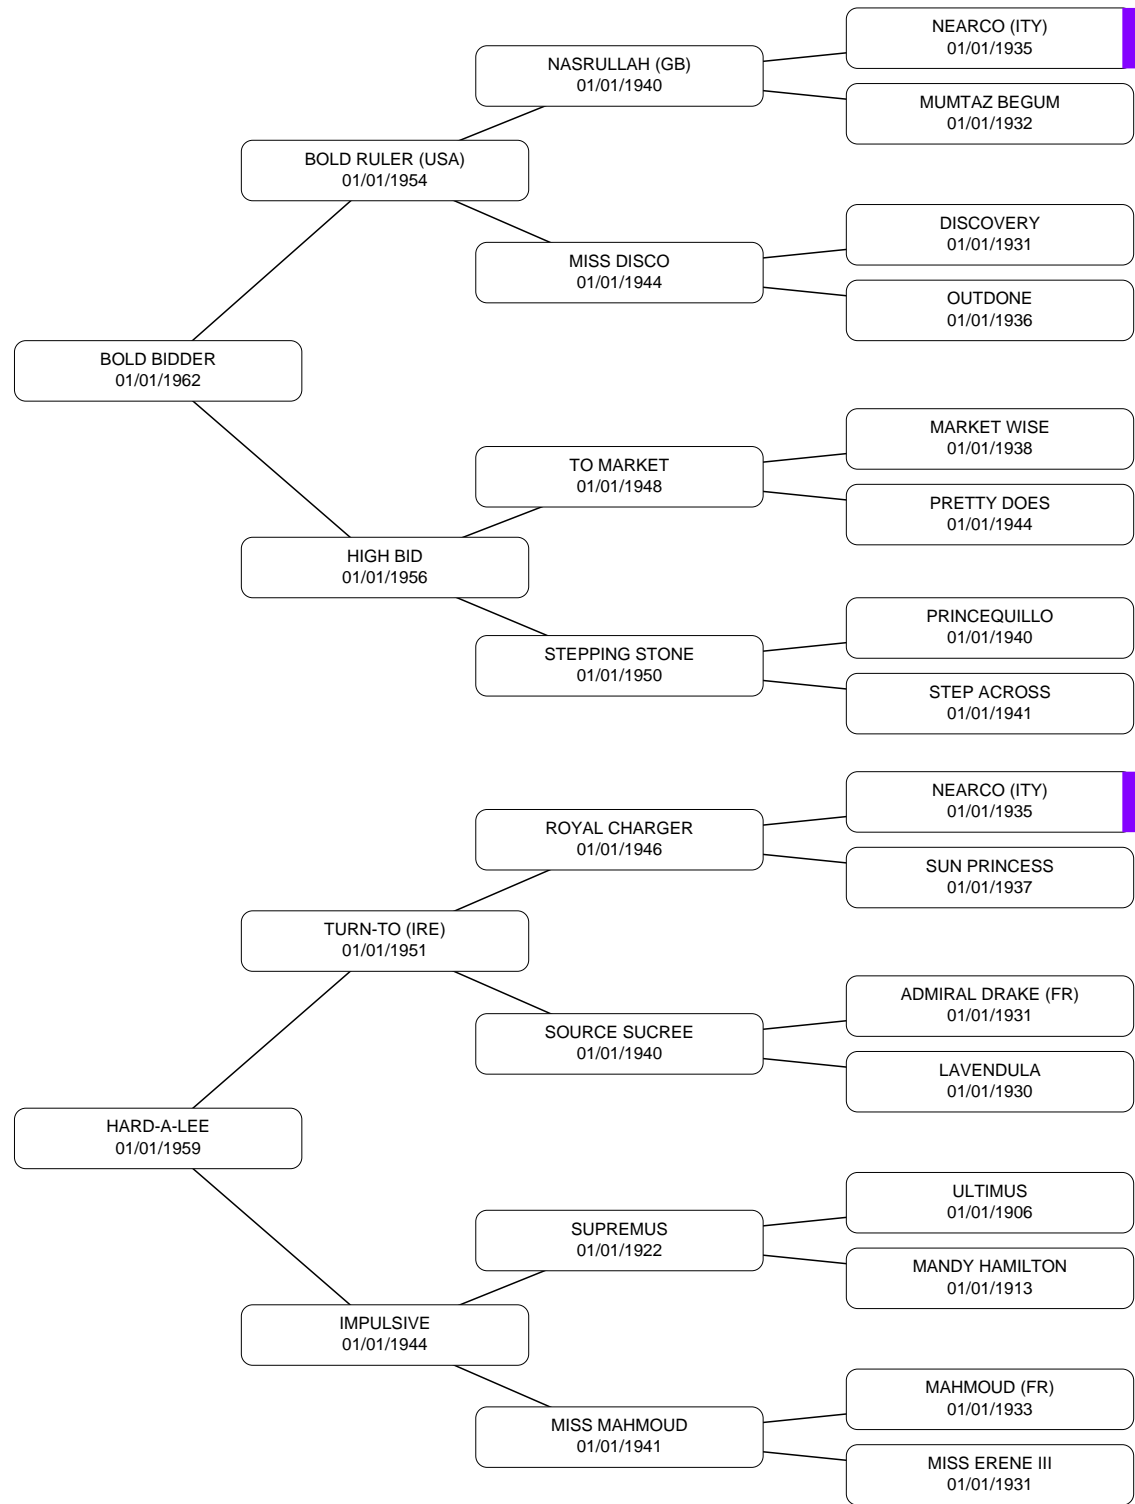 NEARCO (ITY)
01/01/1935
NASRULLAH (GB)
01/01/1940
MUMTAZ BEGUM
01/01/1932
BOLD RULER (USA)
01/01/1954
DISCOVERY
01/01/1931
MISS DISCO
01/01/1944
OUTDONE
01/01/1936
BOLD BIDDER
01/01/1962
MARKET WISE
01/01/1938
TO MARKET
01/01/1948
PRETTY DOES
01/01/1944
HIGH BID
01/01/1956
PRINCEQUILLO
01/01/1940
STEPPING STONE
01/01/1950
STEP ACROSS
01/01/1941
NEARCO (ITY)
01/01/1935
ROYAL CHARGER
01/01/1946
SUN PRINCESS
01/01/1937
TURN-TO (IRE)
01/01/1951
ADMIRAL DRAKE (FR)
01/01/1931
SOURCE SUCREE
01/01/1940
LAVENDULA
01/01/1930
HARD-A-LEE
01/01/1959
ULTIMUS
01/01/1906
SUPREMUS
01/01/1922
MANDY HAMILTON
01/01/1913
IMPULSIVE
01/01/1944
MAHMOUD (FR)
01/01/1933
MISS MAHMOUD
01/01/1941
MISS ERENE III
01/01/1931